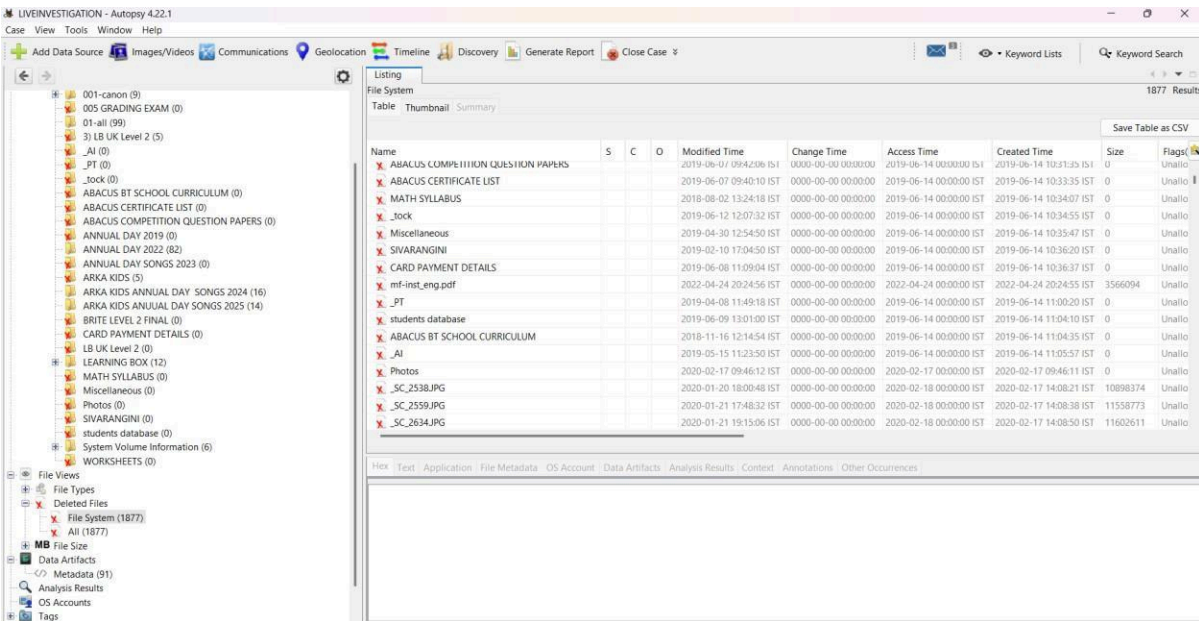 LIVEINVESTIGATION - Autopsy 4.22.1
Case View Tools Window Help
Add Data Source Images/Videos Communications Geolocation Timeline Discovery Generate Report Close Case Keyword Lists Keyword Search
001-canon (9)
005 GRADING EXAM (0)
01-all (99)
3) LB UK Level 2 (5)
_AI (0)
_PT (0)
_tock (0)
ABACUS BT SCHOOL CURRICULUM (0)
ABACUS CERTIFICATE LIST (0)
ABACUS COMPETITION QUESTION PAPERS (0)
ANNUAL DAY 2019 (0)
ANNUAL DAY 2022 (82)
ANNUAL DAY SONGS 2023 (0)
ARKA KIDS (5)
ARKA KIDS ANNUAL DAY SONGS 2024 (16)
ARKA KIDS ANUUAL DAY SONGS 2025 (14)
BRITE LEVEL 2 FINAL (0)
CARD PAYMENT DETAILS (0)
LB UK Level 2 (0)
LEARNING BOX (12)
MATH SYLLABUS (0)
Miscellaneous (0)
Photos (0)
SIVARANGINI (0)
students database (0)
System Volume Information (6)
WORKSHEETS (0)
File Views
File Types
Deleted Files
File System (1877)
All (1877)
MB File Size
Data Artifacts
Metadata (91)
Analysis Results
OS Accounts
Tags
Listing
File System 1877 Results
Table Thumbnail Summary
Save Table as CSV
Name S C O Modified Time Change Time Access Time Created Time Size Flags(
ABACUS COMPETITION QUESTION PAPERS 2019-06-07 09:42:06 IST 0000-00-00 00:00:00 2019-06-14 00:00:00 IST 2019-06-14 10:31:35 IST 0 Unallo
ABACUS CERTIFICATE LIST 2019-06-07 09:40:10 IST 0000-00-00 00:00:00 2019-06-14 00:00:00 IST 2019-06-14 10:33:35 IST 0 Unallo
MATH SYLLABUS 2018-08-02 13:24:18 IST 0000-00-00 00:00:00 2019-06-14 00:00:00 IST 2019-06-14 10:34:07 IST 0 Unallo
_tock 2019-06-12 12:07:32 IST 0000-00-00 00:00:00 2019-06-14 00:00:00 IST 2019-06-14 10:34:55 IST 0 Unallo
Miscellaneous 2019-04-30 12:54:50 IST 0000-00-00 00:00:00 2019-06-14 00:00:00 IST 2019-06-14 10:35:47 IST 0 Unallo
SIVARANGINI 2019-02-10 17:04:50 IST 0000-00-00 00:00:00 2019-06-14 00:00:00 IST 2019-06-14 10:36:20 IST 0 Unallo
CARD PAYMENT DETAILS 2019-06-08 11:09:04 IST 0000-00-00 00:00:00 2019-06-14 00:00:00 IST 2019-06-14 10:36:37 IST 0 Unallo
mf-inst_eng.pdf 2022-04-24 20:24:56 IST 0000-00-00 00:00:00 2022-04-24 00:00:00 IST 2022-04-24 20:24:55 IST 3566094 Unallo
_PT 2019-04-08 11:49:18 IST 0000-00-00 00:00:00 2019-06-14 00:00:00 IST 2019-06-14 11:00:20 IST 0 Unallo
students database 2019-06-09 13:01:00 IST 0000-00-00 00:00:00 2019-06-14 00:00:00 IST 2019-06-14 11:04:10 IST 0 Unallo
ABACUS BT SCHOOL CURRICULUM 2018-11-16 12:14:54 IST 0000-00-00 00:00:00 2019-06-14 00:00:00 IST 2019-06-14 11:04:35 IST 0 Unallo
_AI 2019-05-15 11:23:50 IST 0000-00-00 00:00:00 2019-06-14 00:00:00 IST 2019-06-14 11:05:57 IST 0 Unallo
Photos 2020-02-17 09:46:12 IST 0000-00-00 00:00:00 2020-02-17 00:00:00 IST 2020-02-17 09:46:11 IST 0 Unallo
_SC_2538.JPG 2020-01-20 18:00:48 IST 0000-00-00 00:00:00 2020-02-18 00:00:00 IST 2020-02-17 14:08:21 IST 10898374 Unallo
_SC_2559.JPG 2020-01-21 17:48:32 IST 0000-00-00 00:00:00 2020-02-18 00:00:00 IST 2020-02-17 14:08:38 IST 11558773 Unallo
_SC_2634.JPG 2020-01-21 19:15:06 IST 0000-00-00 00:00:00 2020-02-18 00:00:00 IST 2020-02-17 14:08:50 IST 11602611 Unallo
Hex Text Application File Metadata OS Account Data Artifacts Analysis Results Context Annotations Other Occurrences